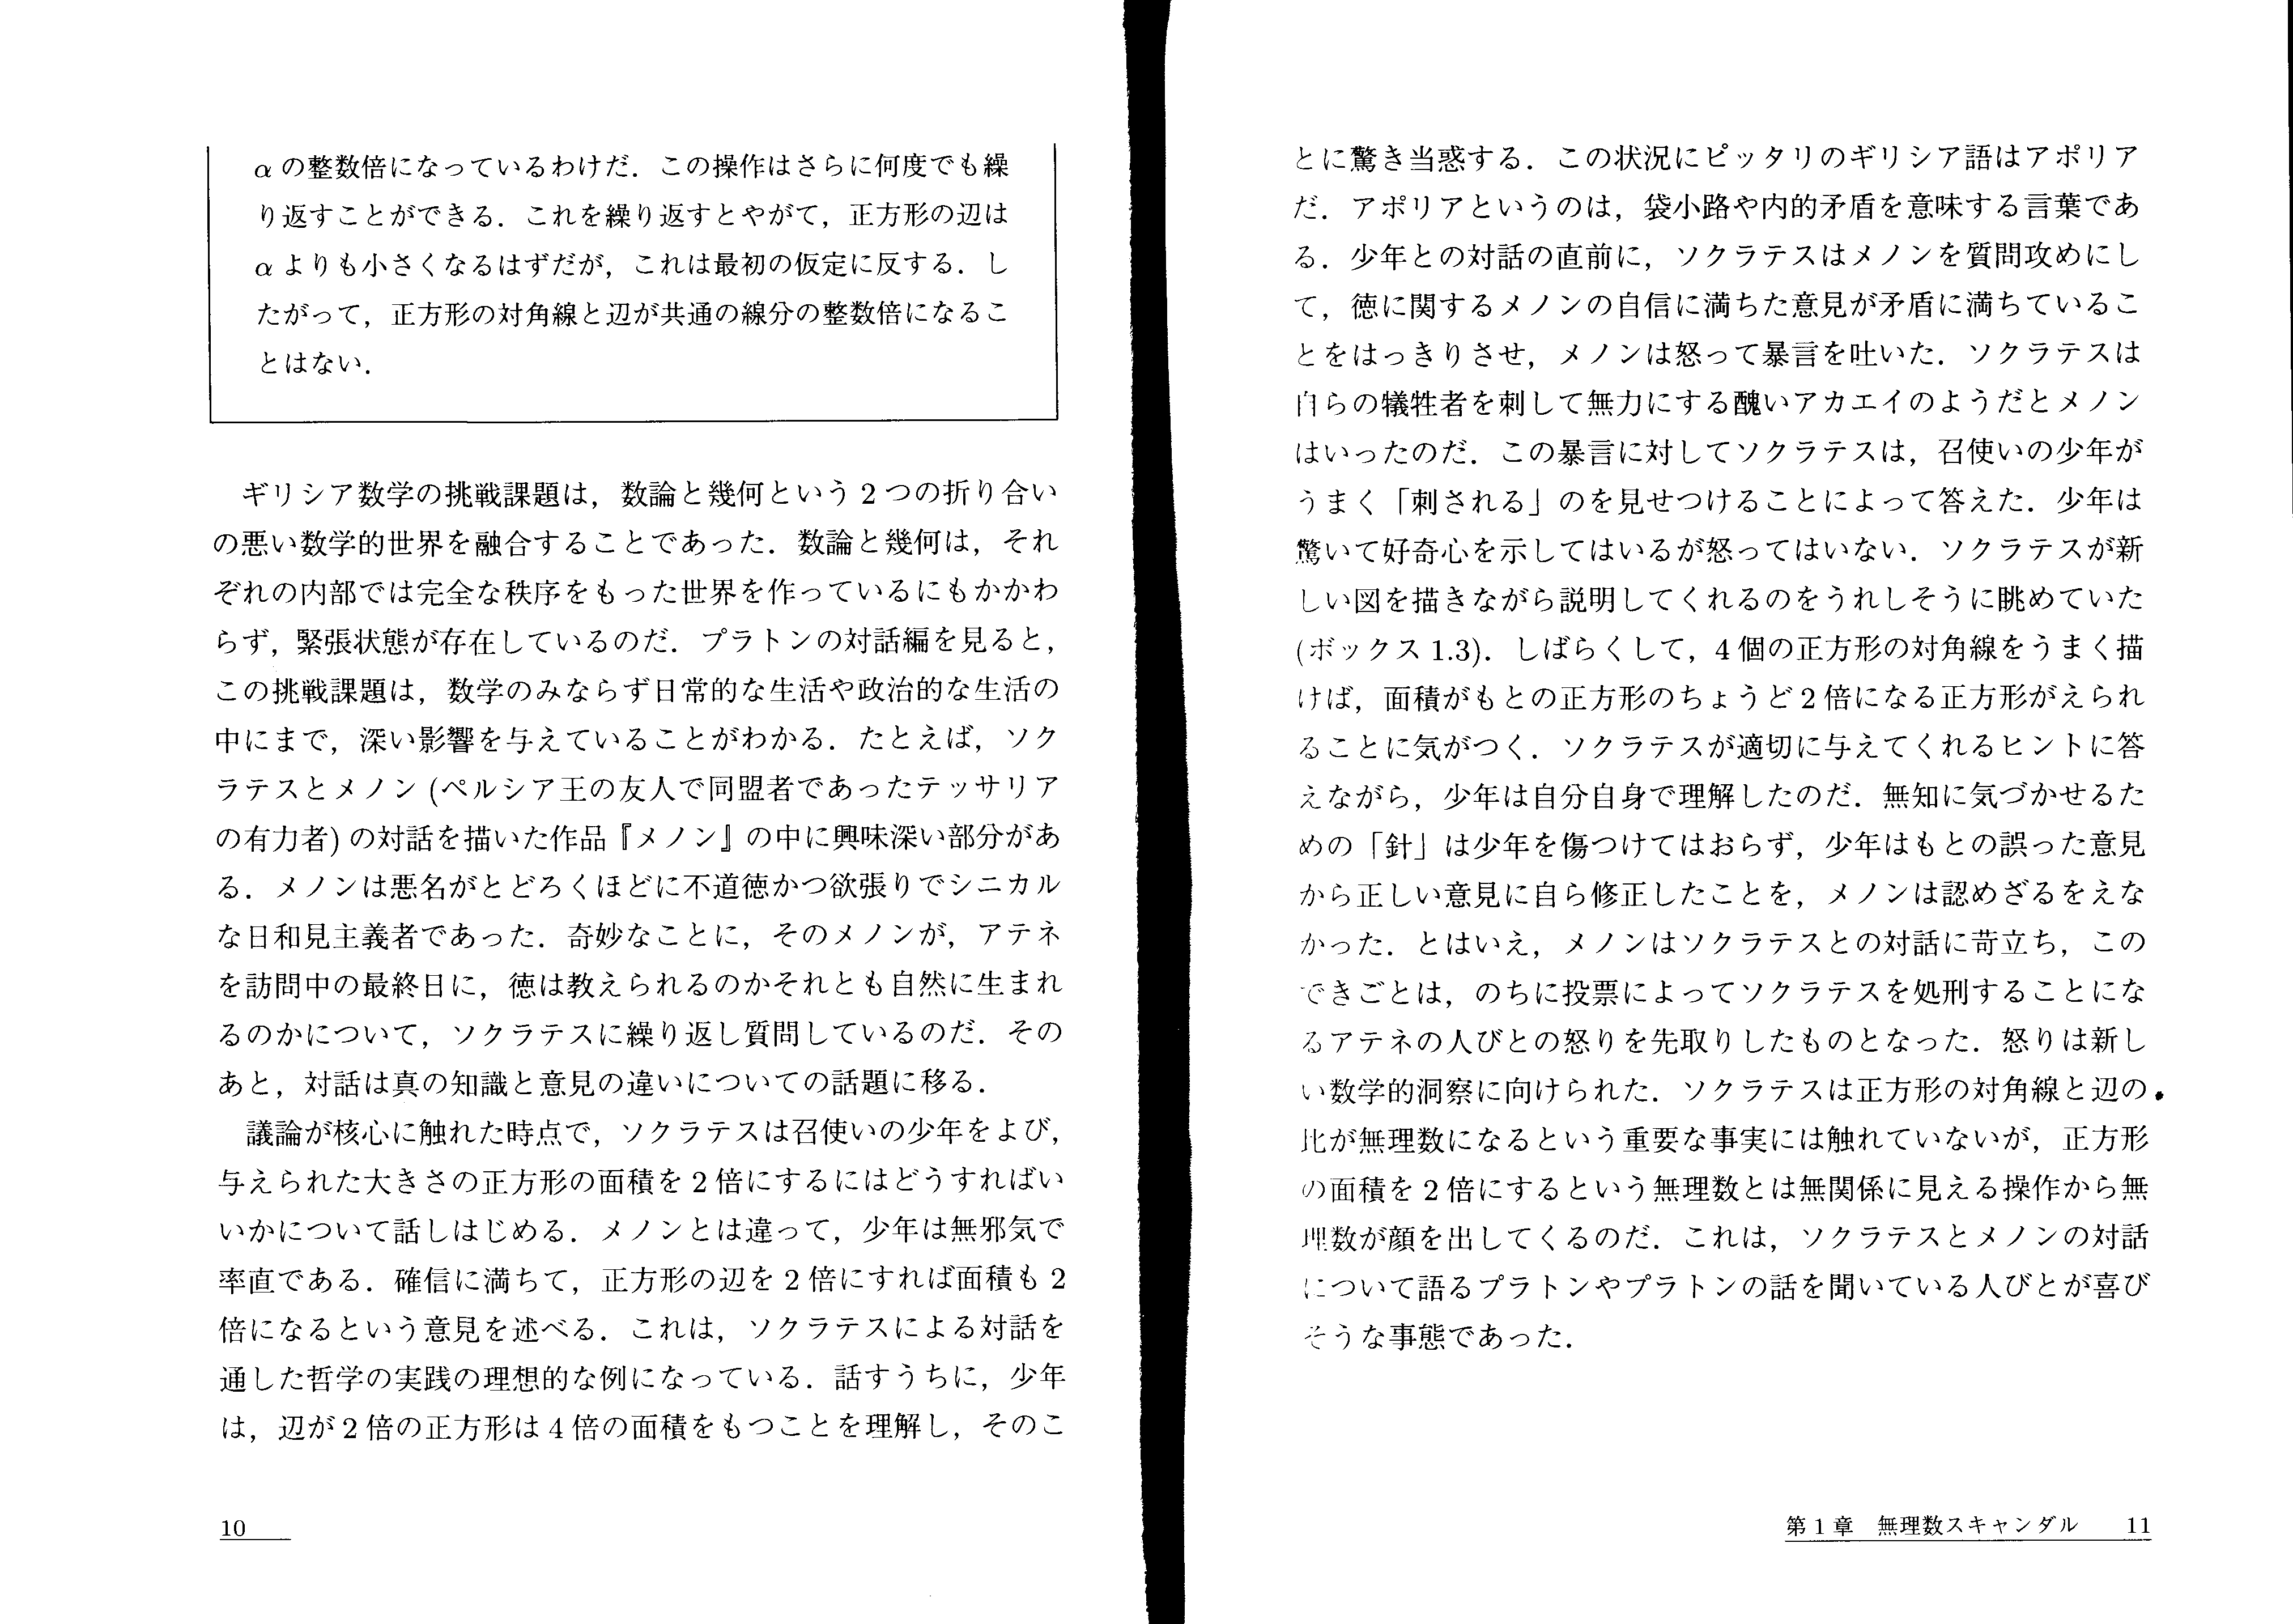 αの整数倍になっているわけだ．この操作はさらに何度でも繰
り返すことができる．これを繰り返すとやがて，正方形の辺は
αよりも小さくなるはずだが，これは最初の仮定に反する．し
たがって，正方形の対角線と辺が共通の線分の整数倍になるこ
とはない．
ギリシア数学の挑戦課題は，数論と幾何という2つの折り合い
の悪い数学的世界を融合することであった．数論と幾何は，それ
ぞれの内部では完全な秩序をもった世界を作っているにもかかわ
らず，緊張状態が存在しているのだ．プラトンの対話編を見ると，
この挑戦課題は，数学のみならず日常的な生活や政治的な生活の
中にまで，深い影響を与えていることがわかる．たとえば，ソク
ラテスとメノン(ペルシア王の友人で同盟者であったテッサリア
の有力者)の対話を描いた作品『メノン』の中に興味深い部分があ
る．メノンは悪名がとどろくほどに不道徳かつ欲張りでシニカル
な日和見主義者であった．奇妙なことに，そのメノンが，アテネ
を訪問中の最終日に，徳は教えられるのかそれとも自然に生まれ
るのかについて，ソクラテスに繰り返し質問しているのだ．その
あと，対話は真の知識と意見の違いについての話題に移る．
議論が核心に触れた時点で，ソクラテスは召使いの少年をよび，
与えられた大きさの正方形の面積を2倍にするにはどうすればい
いかについて話しはじめる．メノンとは違って，少年は無邪気で
率直である．確信に満ちて，正方形の辺を2倍にすれば面積も2
倍になるという意見を述べる．これは，ソクラテスによる対話を
通した哲学の実践の理想的な例になっている．話すうちに，少年
は，辺が2倍の正方形は4倍の面積をもつことを理解し，そのこ
10
とに驚き当惑する．この状況にピッタリのギリシア語はアポリア
だ．アポリアというのは，袋小路や内的矛盾を意味する言葉であ
る．少年との対話の直前に，ソクラテスはメノンを質問攻めにし
て，徳に関するメノンの自信に満ちた意見が矛盾に満ちているこ
とをはっきりさせ，メノンは怒って暴言を吐いた．ソクラテスは
自らの犠牲者を刺して無力にする醜いアカエイのようだとメノン
はいったのだ．この暴言に対してソクラテスは，召使いの少年が
うまく「刺される」のを見せつけることによって答えた．少年は
驚いて好奇心を示してはいるが怒ってはいない．ソクラテスが新
しい図を描きながら説明してくれるのをうれしそうに眺めていた
(ボックス1.3)．しばらくして，4個の正方形の対角線をうまく描
けば，面積がもとの正方形のちょうど2倍になる正方形がえられ
ることに気がつく．ソクラテスが適切に与えてくれるヒントに答
えながら，少年は自分自身で理解したのだ．無知に気づかせるた
めの「針」は少年を傷つけてはおらず，少年はもとの誤った意見
から正しい意見に自ら修正したことを，メノンは認めざるをえな
かった．とはいえ，メノンはソクラテスとの対話に苛立ち，この
できごとは，のちに投票によってソクラテスを処刑することにな
るアテネの人びとの怒りを先取りしたものとなった．怒りは新し
い数学的洞察に向けられた．ソクラテスは正方形の対角線と辺の
比が無理数になるという重要な事実には触れていないが，正方形
の面積を2倍にするという無理数とは無関係に見える操作から無
理数が顔を出してくるのだ．これは，ソクラテスとメノンの対話
について語るプラトンやプラトンの話を聞いている人びとが喜び
そうな事態であった．
第1章　無理数スキャンダル　11